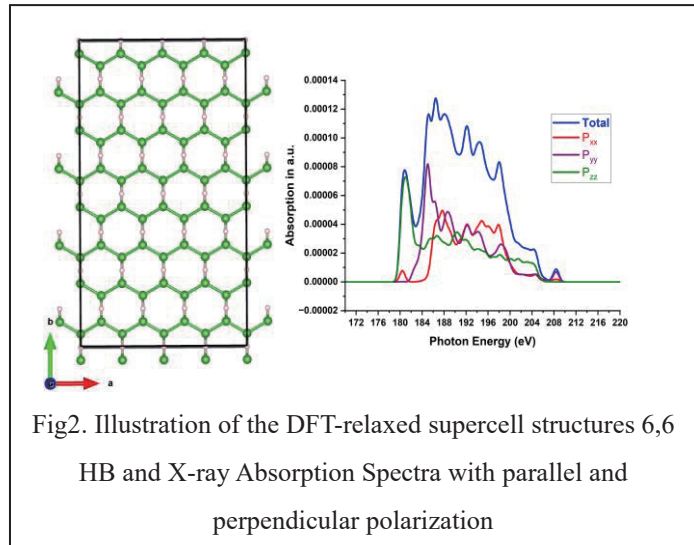 b
a
0.00014
0.00012
0.00010
0.00008
0.00006
0.00004
0.00002
0.00000
−0.00002
Absorption in a.u.
Total
Pxx
Pyy
Pzz
172 176 180 184 188 192 196 200 204 208 212 216 220
Photon Energy (eV)
Fig2. Illustration of the DFT-relaxed supercell structures 6,6
HB and X-ray Absorption Spectra with parallel and
perpendicular polarization